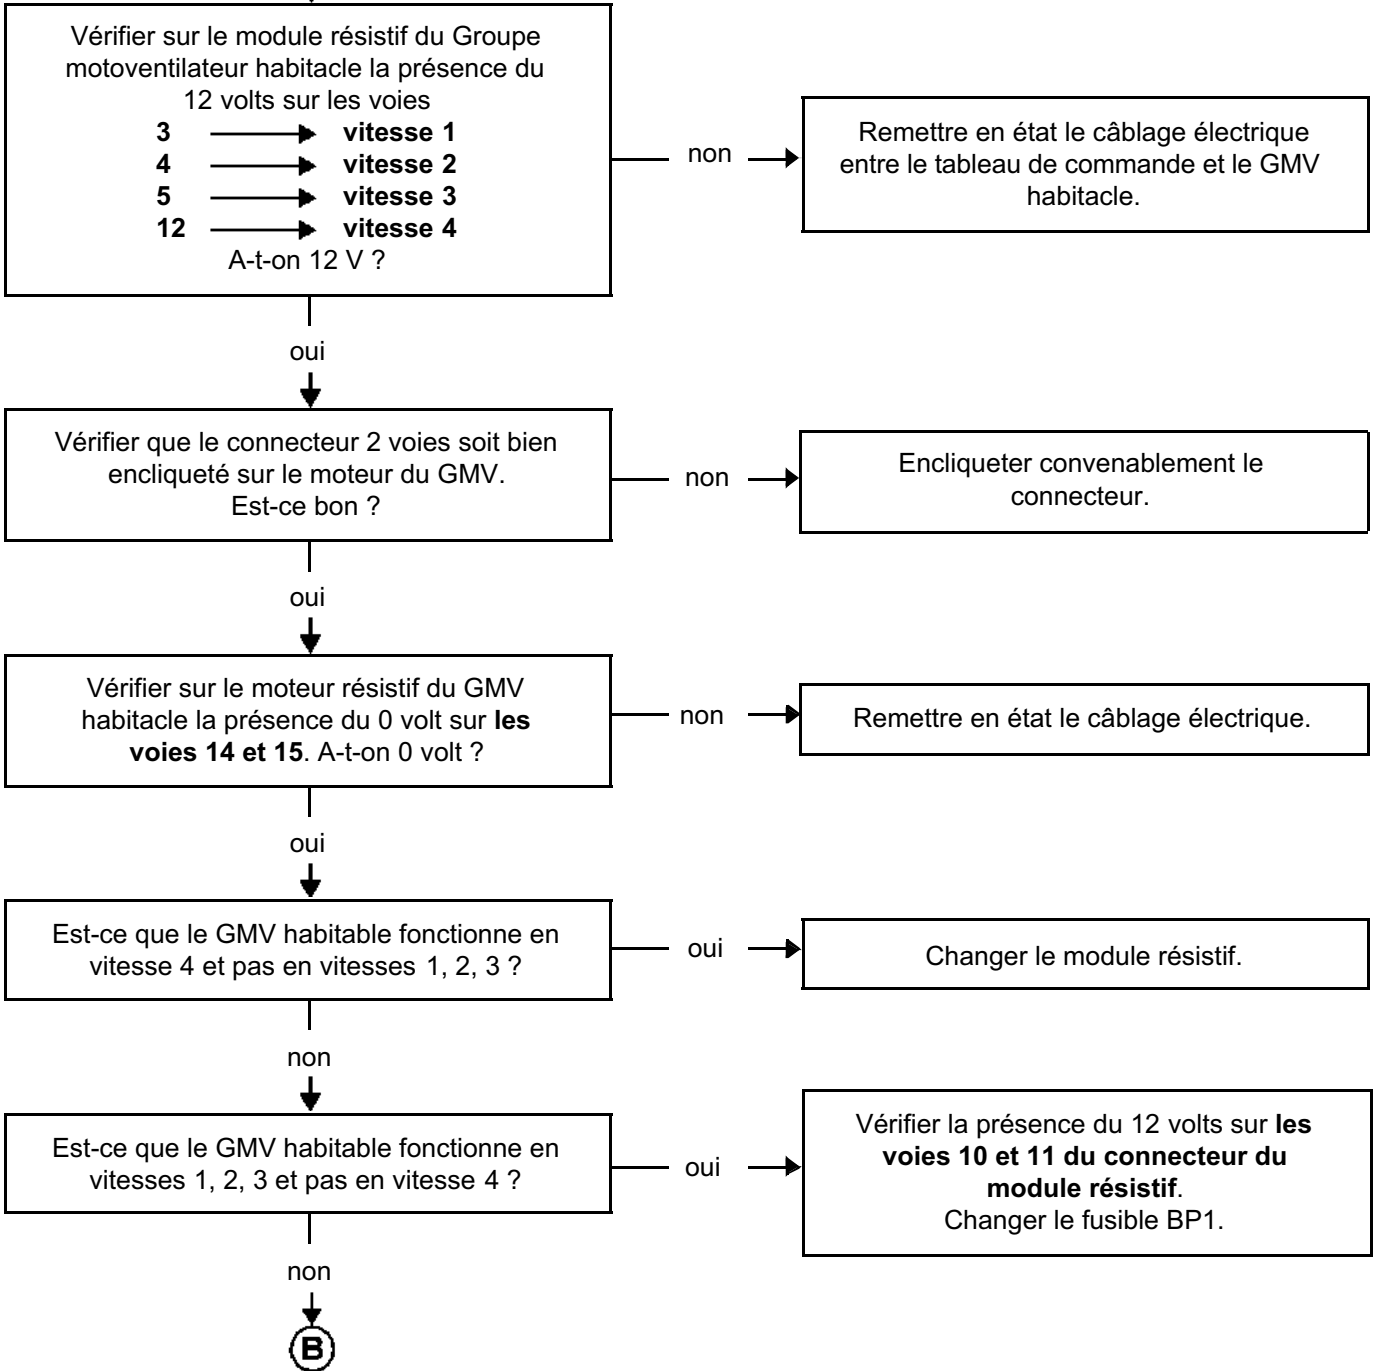 Vérifier sur le module résistif du Groupe
motoventilateur habitacle la présence du
12 volts sur les voies
3 vitesse 1
4 vitesse 2
5 vitesse 3
12 vitesse 4
A-t-on 12 V ?
non
Remettre en état le câblage électrique
entre le tableau de commande et le GMV
habitacle.
oui
Vérifier que le connecteur 2 voies soit bien
encliqueté sur le moteur du GMV.
Est-ce bon ?
non
Encliqueter convenablement le
connecteur.
oui
Vérifier sur le moteur résistif du GMV
habitacle la présence du 0 volt sur les
voies 14 et 15. A-t-on 0 volt ?
non
Remettre en état le câblage électrique.
oui
Est-ce que le GMV habitable fonctionne en
vitesse 4 et pas en vitesses 1, 2, 3 ?
oui
Changer le module résistif.
non
Est-ce que le GMV habitable fonctionne en
vitesses 1, 2, 3 et pas en vitesse 4 ?
oui
Vérifier la présence du 12 volts sur les
voies 10 et 11 du connecteur du
module résistif.
Changer le fusible BP1.
non
B